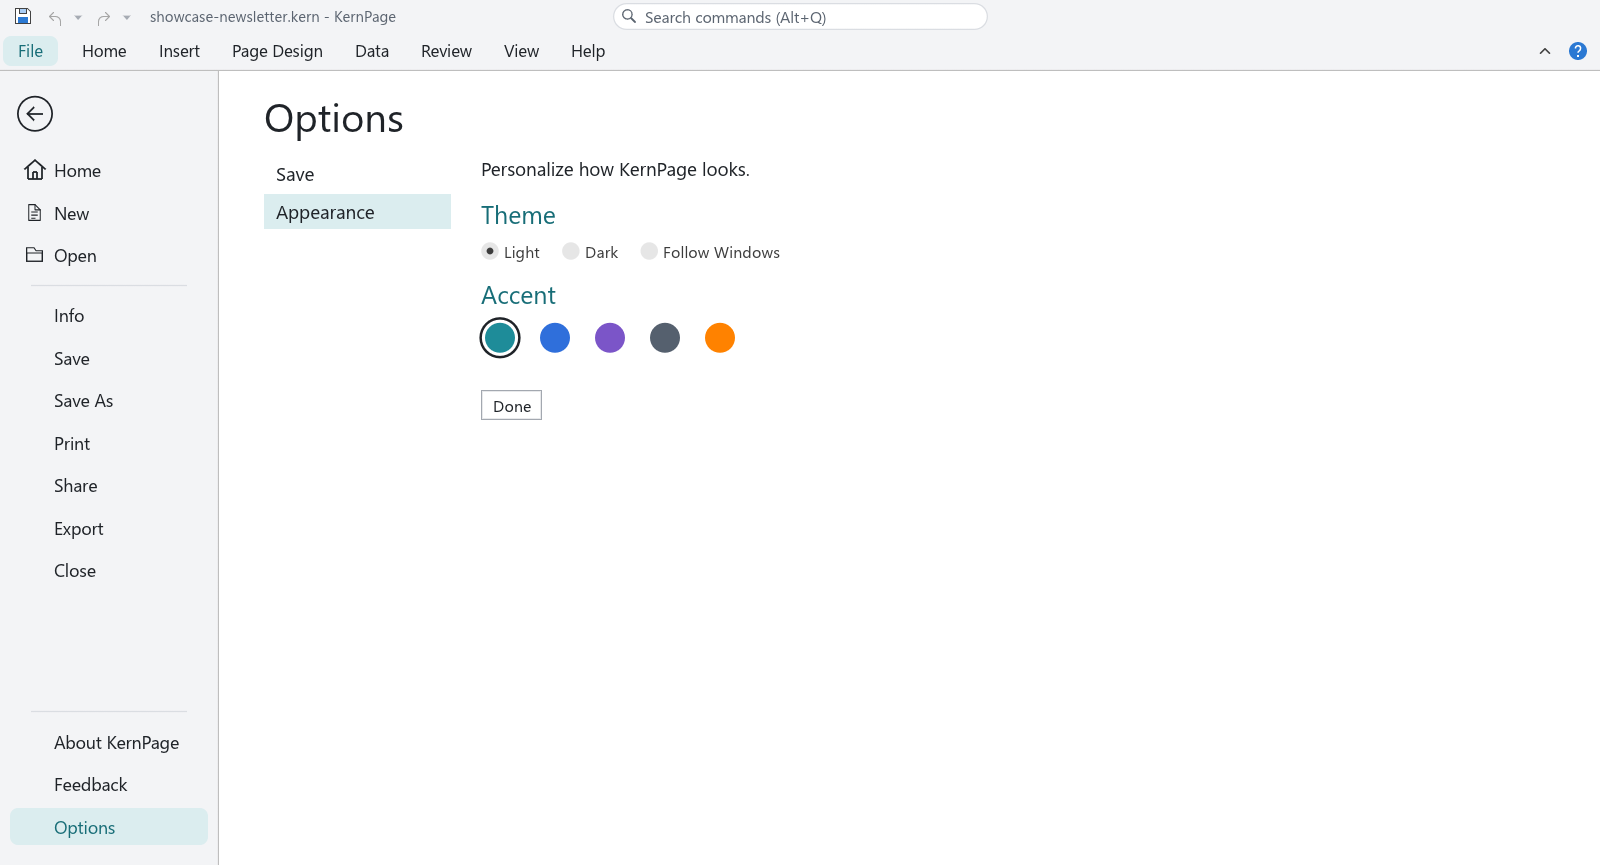 showcase-newsletter.kern - KernPage
Search commands (Alt+Q)
File Home Insert Page Design Data Review View Help
?
Options
Home
New
Open
Info
Save
Save As
Print
Share
Export
Close
About KernPage
Feedback
Options
Save
Appearance
Personalize how KernPage looks.
Theme
Light Dark Follow Windows
Accent
Done